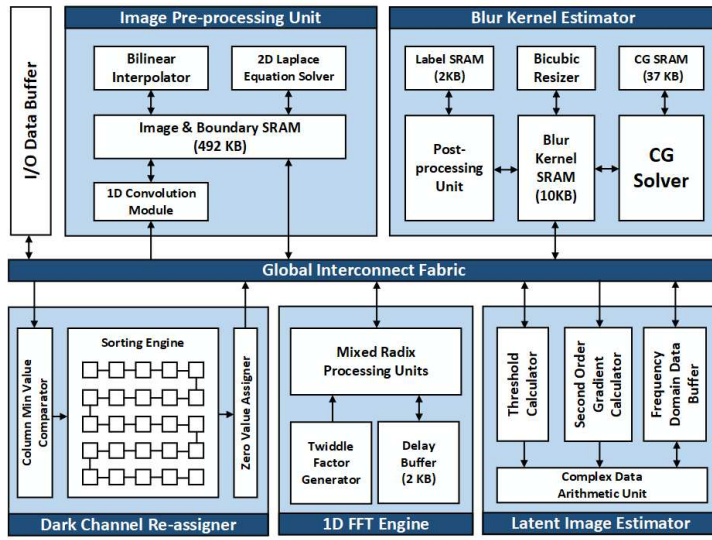 I/O Data Buffer
Image Pre-processing Unit
Bilinear
Interpolator
2D Laplace
Equation Solver
Image & Boundary SRAM
(492 KB)
1D Convolution
Module
Blur Kernel Estimator
Label SRAM
(2KB)
Bicubic
Resizer
CG SRAM
(37 KB)
Post-
processing
Unit
Blur
Kernel
SRAM
(10KB)
CG
Solver
Global Interconnect Fabric
Column Min Value
Comparator
Sorting Engine
Zero Value Assigner
Dark Channel Re-assigner
Mixed Radix
Processing Units
Twiddle
Factor
Generator
Delay
Buffer
(2 KB)
1D FFT Engine
Threshold
Calculator
Second Order
Gradient
Calculator
Frequency
Domain Data
Buffer
Complex Data
Arithmetic Unit
Latent Image Estimator